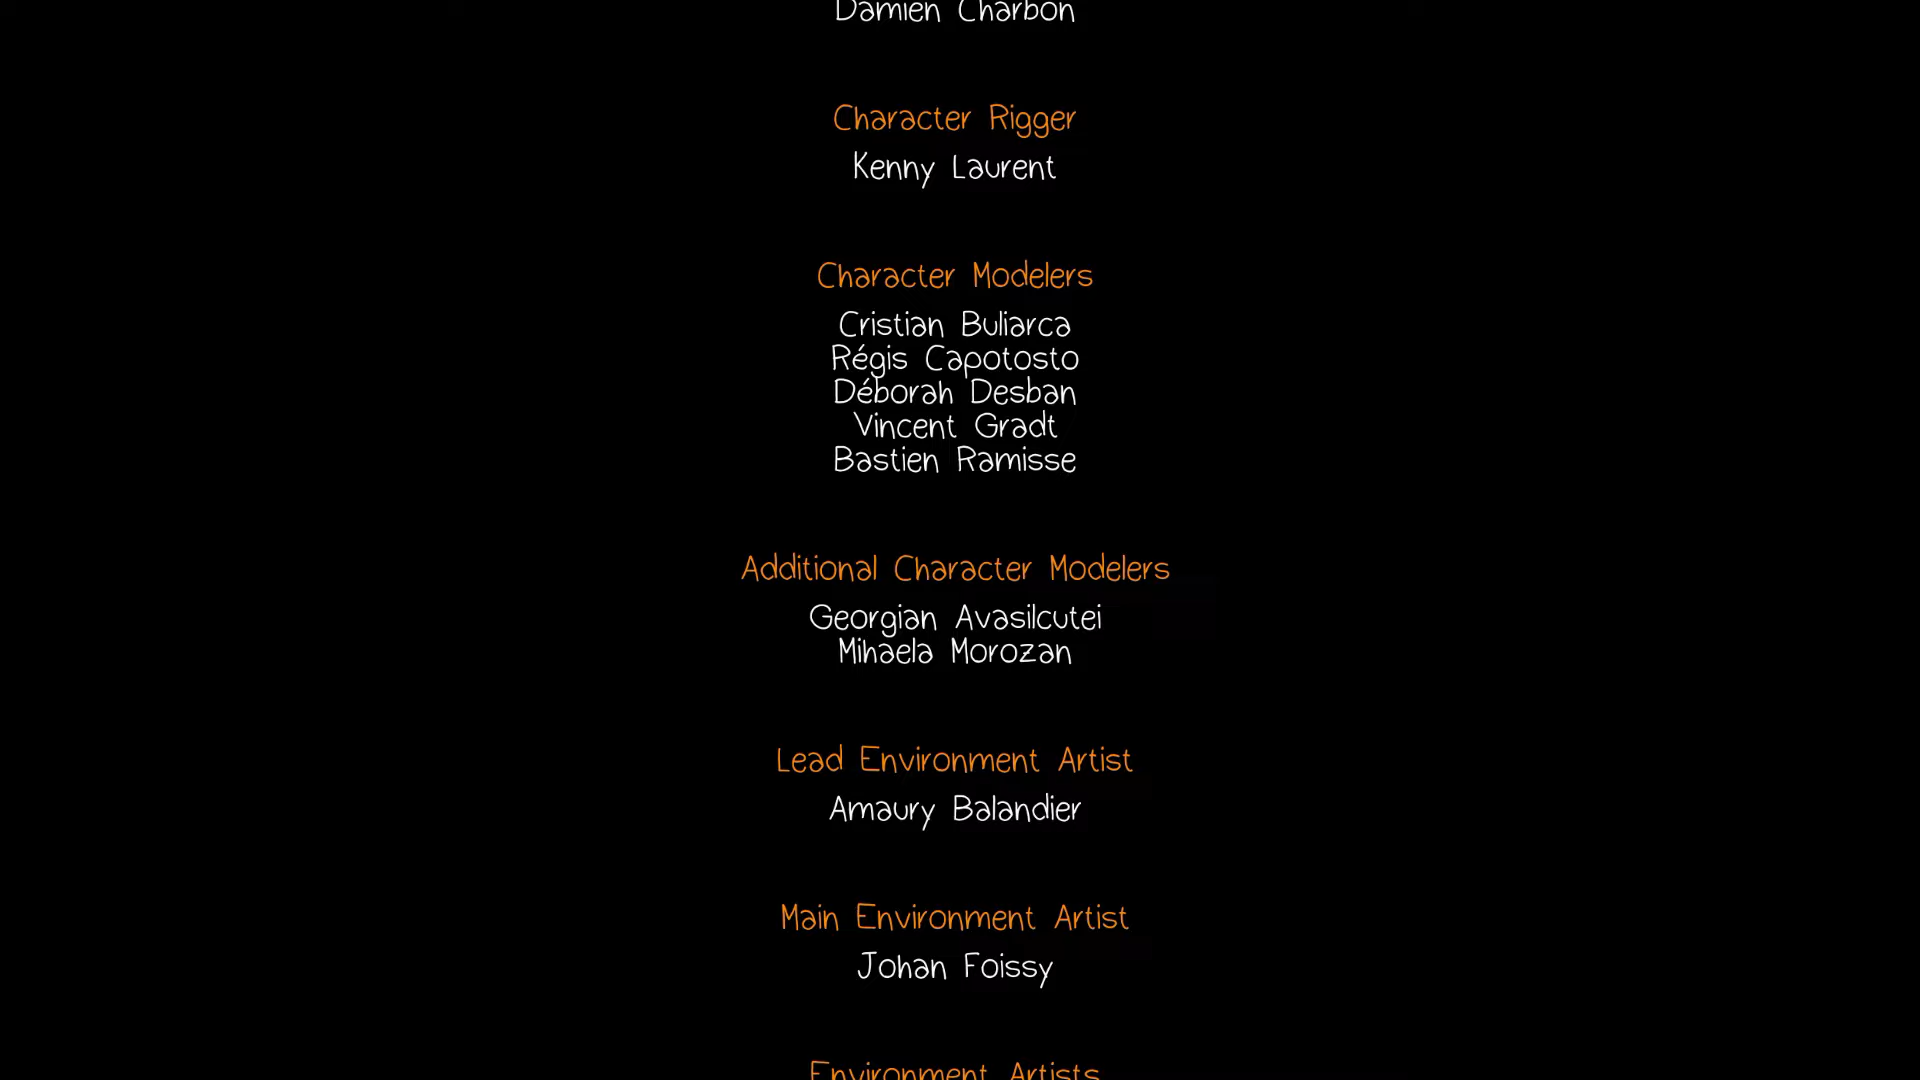 Damien Charbon
Character Rigger
Kenny Laurent
Character Modelers
Cristian Buliarca
Régis Capotosto
Déborah Desban
Vincent Gradt
Bastien Ramisse
Additional Character Modelers
Georgian Avasilcutei
Mihaela Morozan
Lead Environment Artist
Amaury Balandier
Main Environment Artist
Johan Foissy
Environment Artists